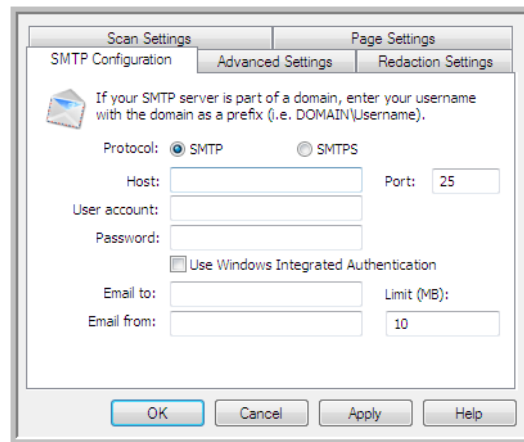 Scan Settings
Page Settings
SMTP Configuration
Advanced Settings
Redaction Settings
If your SMTP server is part of a domain, enter your username
with the domain as a prefix (i.e. DOMAIN\Username).
Protocol: SMTP SMTPS
Host: Port: 25
User account:
Password:
Use Windows Integrated Authentication
Email to: Limit (MB):
Email from: 10
OK Cancel Apply Help